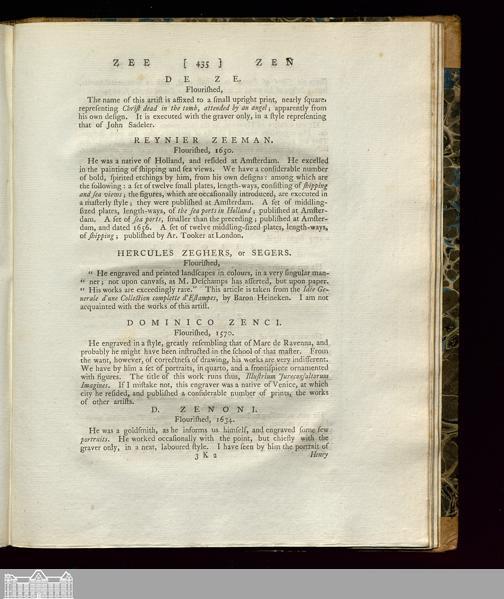 ZEE [ 435 ] ZEN
DE ZE.
Flouriſhed,
The name of this artiſt is affixed to a ſmall upright print, nearly ſquare,
repreſenting Chriſt dead in the tomb, attended by an angel; apparently from
his own deſign. It is executed with the graver only, in a ſtyle repreſenting
that of John Sadeler.
REYNIER ZEEMAN.
Flouriſhed, 1650.
He was a native of Holland, and reſided at Amſterdam. He excelled
in the painting of ſhipping and ſea views. We have a conſiderable number
of bold, ſpirited etchings by him, from his own deſigns: among which are
the following: a ſet of twelve ſmall plates, length-ways, conſiſting of ſhipping
and ſea views; the figures, which are occaſionally introduced, are executed in
a maſterly ſtyle; they were publiſhed at Amſterdam. A ſet of middling-
ſized plates, length-ways, of the ſea ports in Holland; publiſhed at Amſter-
dam. A ſet of ſea ports, ſmaller than the preceding; publiſhed at Amſter-
dam, and dated 1656. A ſet of twelve middling-ſized plates, length-ways,
of ſhipping; publiſhed by Ar. Tooker at London.
HERCULES ZEGHERS, or SEGERS.
Flouriſhed,
" He engraved and printed landſcapes in colours, in a very ſingular man-
" ner; not upon canvaſs, as M. Deſchamps has aſſerted, but upon paper.
" His works are exceedingly rare." This article is taken from the Idée Ge-
nerale d'une Collection complette d'Eſtampes, by Baron Heineken. I am not
acquainted with the works of this artiſt.
DOMINICO ZENCI.
Flouriſhed, 1570.
He engraved in a ſtyle, greatly reſembling that of Marc de Ravenna, and
probably he might have been inſtructed in the ſchool of that maſter. From
the want, however, of correctneſs of drawing, his works are very indifferent.
We have by him a ſet of portraits, in quarto, and a frontiſpiece ornamented
with figures. The title of this work runs thus, Illuſtrium Jureconſultorum
Imagines. If I miſtake not, this engraver was a native of Venice, at which
city he reſided, and publiſhed a conſiderable number of prints, the works
of other artiſts.
D. ZENONI.
Flouriſhed, 1634.
He was a goldſmith, as he informs us himſelf, and engraved ſome few
portraits. He worked occaſionally with the point, but chiefly with the
graver only, in a neat, laboured ſtyle. I have ſeen by him the portrait of
3 K 2 Henry